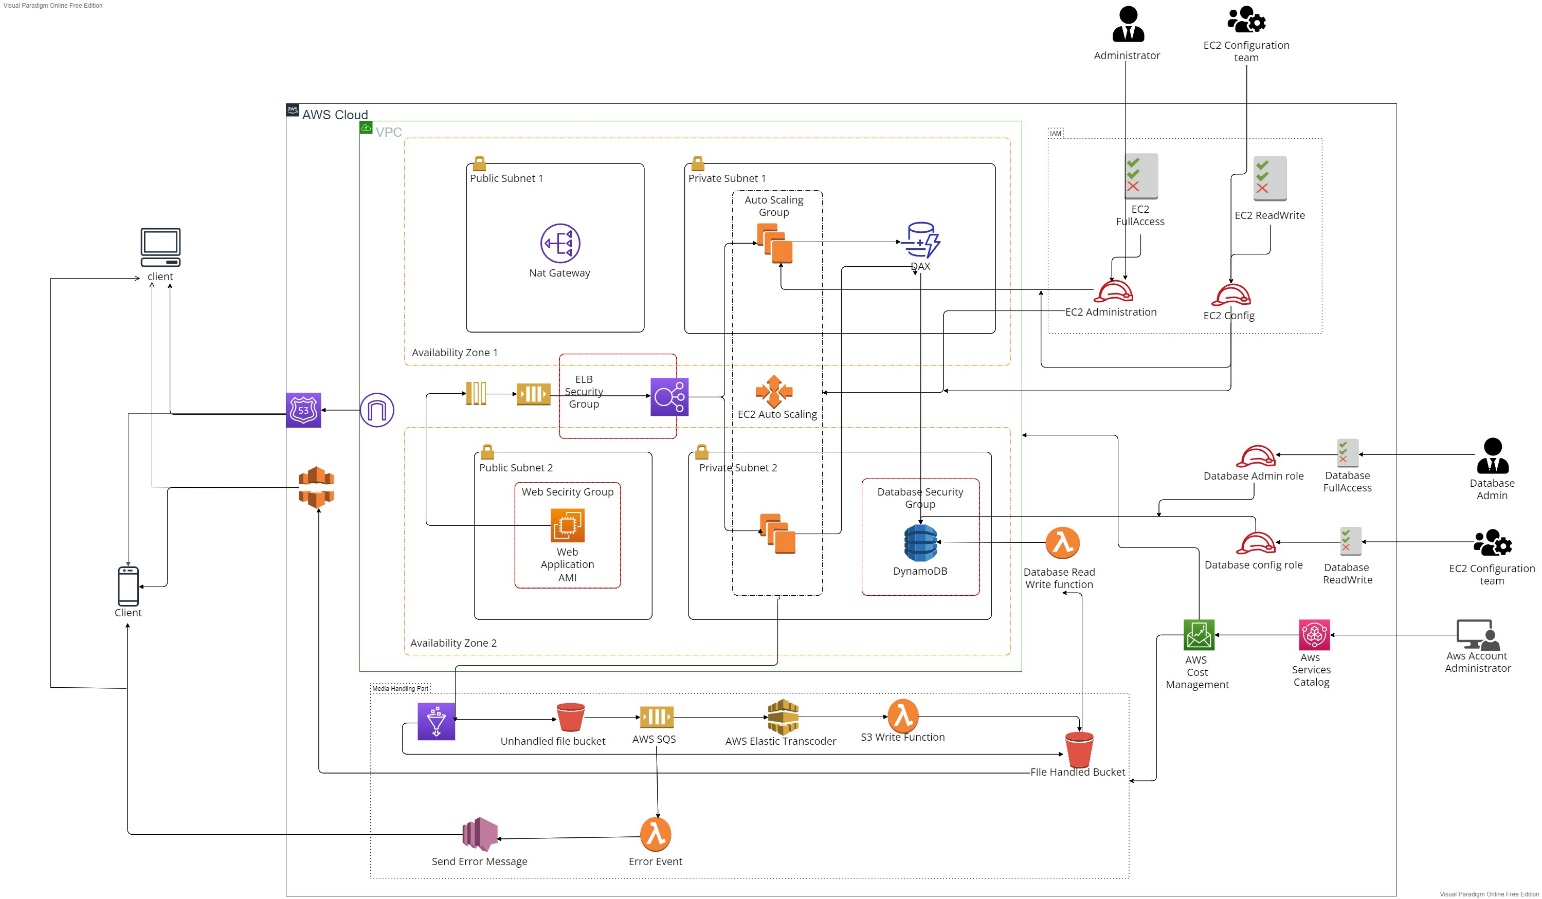 Visual Paradigm Online Free Edition
Administrator
EC2 Configuration
team
aws
AWS Cloud
VPC
IAM
Public Subnet 1
Private Subnet 1
Auto Scaling
Group
EC2
FullAccess
EC2 ReadWrite
Nat Gateway
DAX
client
EC2 Administration
EC2 Config
Availability Zone 1
ELB
Security
Group
53
EC2 Auto Scaling
Public Subnet 2
Private Subnet 2
Web Secirity Group
Database Security
Group
Web
Application
AMI
DynamoDB
Database Read
Write function
Database Admin role
Database
FullAccess
Database
Admin
Database config role
Database
ReadWrite
EC2 Configuration
team
Client
Availability Zone 2
AWS
Cost
Management
Aws
Services
Catalog
Aws Account
Administrator
Media Handling Part
Unhandled file bucket
AWS SQS
AWS Elastic Transcoder
S3 Write Function
FIle Handled Bucket
Send Error Message
Error Event
Visual Paradigm Online Free Edition